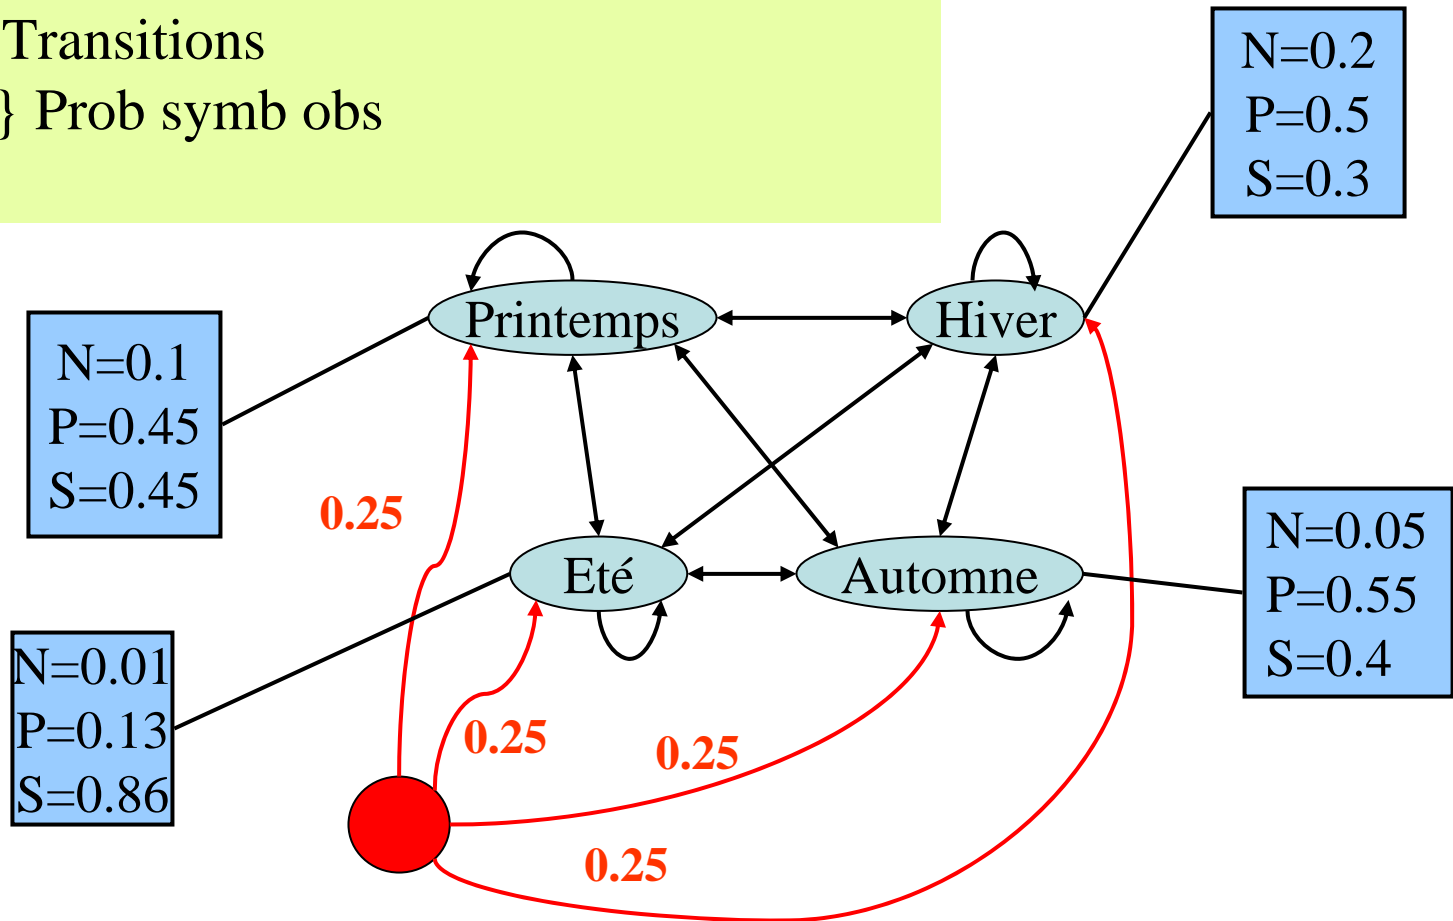 Transitions
} Prob symb obs
N=0.2
P=0.5
S=0.3
Printemps
Hiver
N=0.1
P=0.45
S=0.45
0.25
Eté
Automne
N=0.05
P=0.55
S=0.4
N=0.01
P=0.13
S=0.86
0.25
0.25
0.25